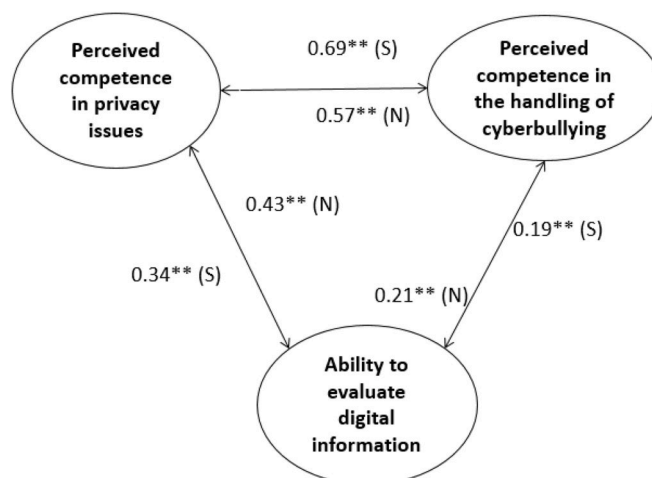 Perceived
competence
in privacy
issues
0.69** (S)
0.57** (N)
Perceived
competence in
the handling of
cyberbullying
0.43** (N)
0.34** (S)
0.19** (S)
0.21** (N)
Ability to
evaluate
digital
information